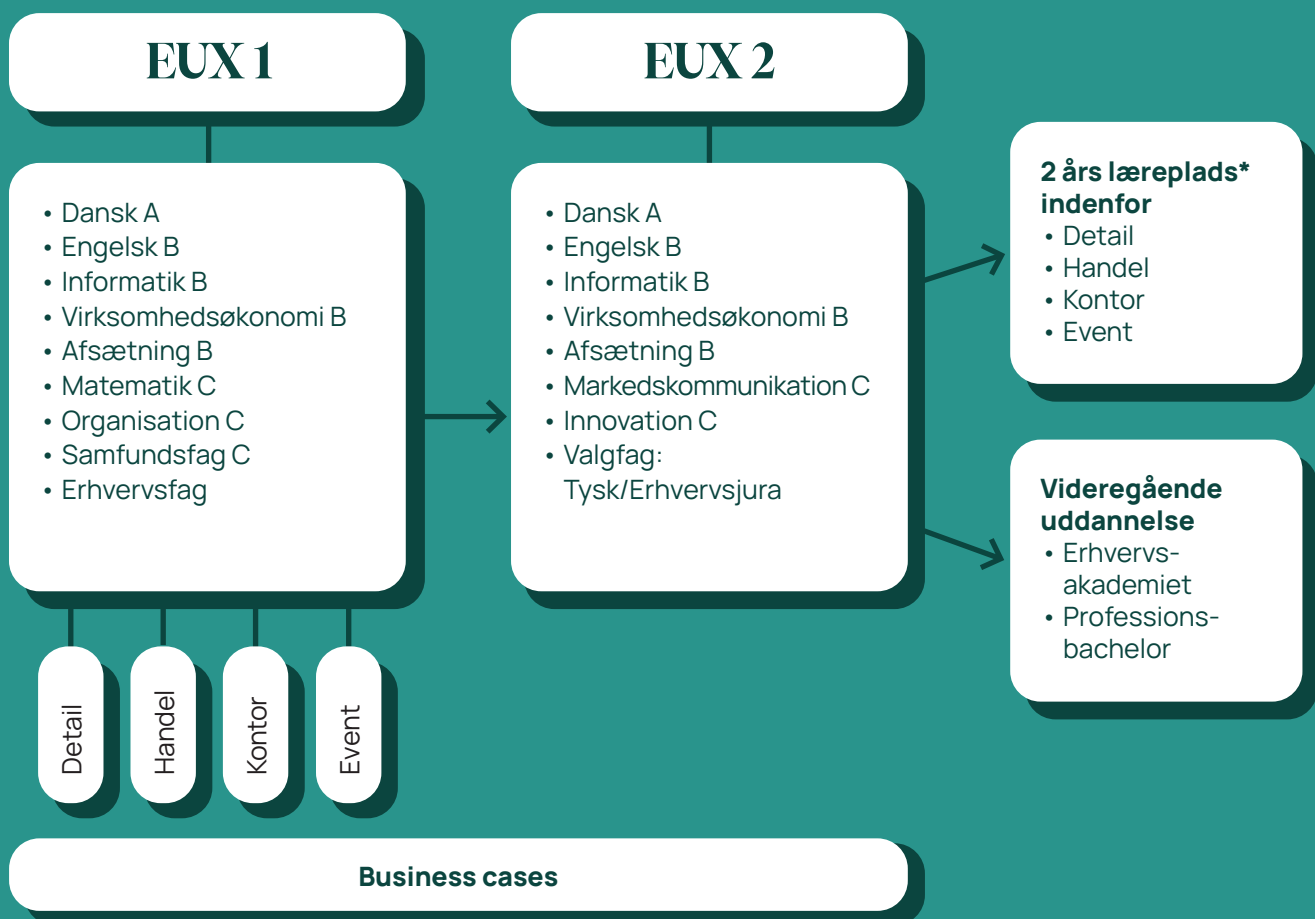 EUX 1
• Dansk A
• Engelsk B
• Informatik B
• Virksomhedsøkonomi B
• Afsætning B
• Matematik C
• Organisation C
• Samfundsfag C
• Erhvervsfag
Detail
Handel
Kontor
Event
EUX 2
• Dansk A
• Engelsk B
• Informatik B
• Virksomhedsøkonomi B
• Afsætning B
• Markedskommunikation C
• Innovation C
• Valgfag:
Tysk/Erhvervsjura
2 års læreplads*
indenfor
• Detail
• Handel
• Kontor
• Event
Videregående
uddannelse
• Erhvervs-
akademiet
• Professions-
bachelor
Business cases